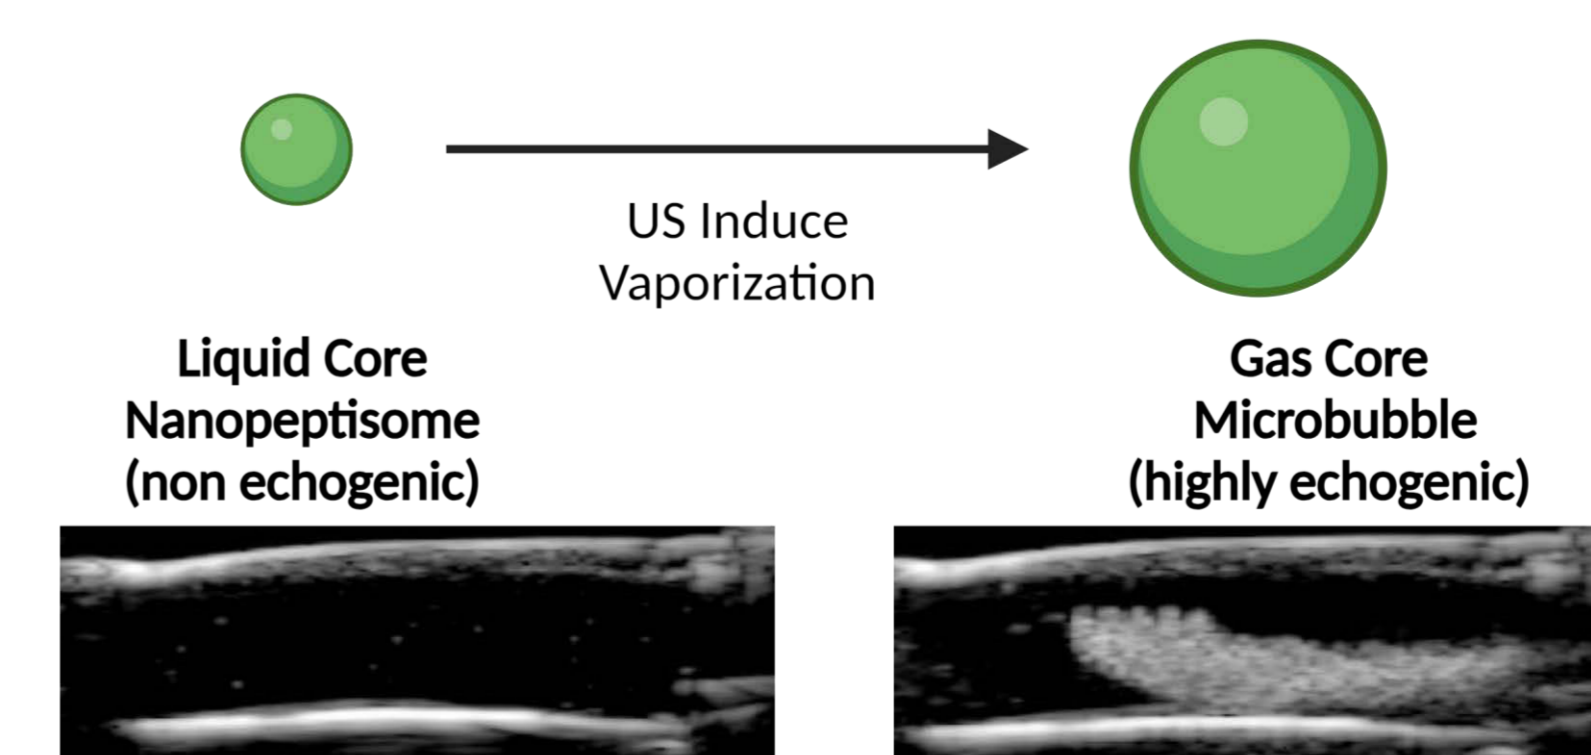 US Induce
Vaporization
Liquid Core
Nanopeptisome
(non echogenic)
Gas Core
Microbubble
(highly echogenic)